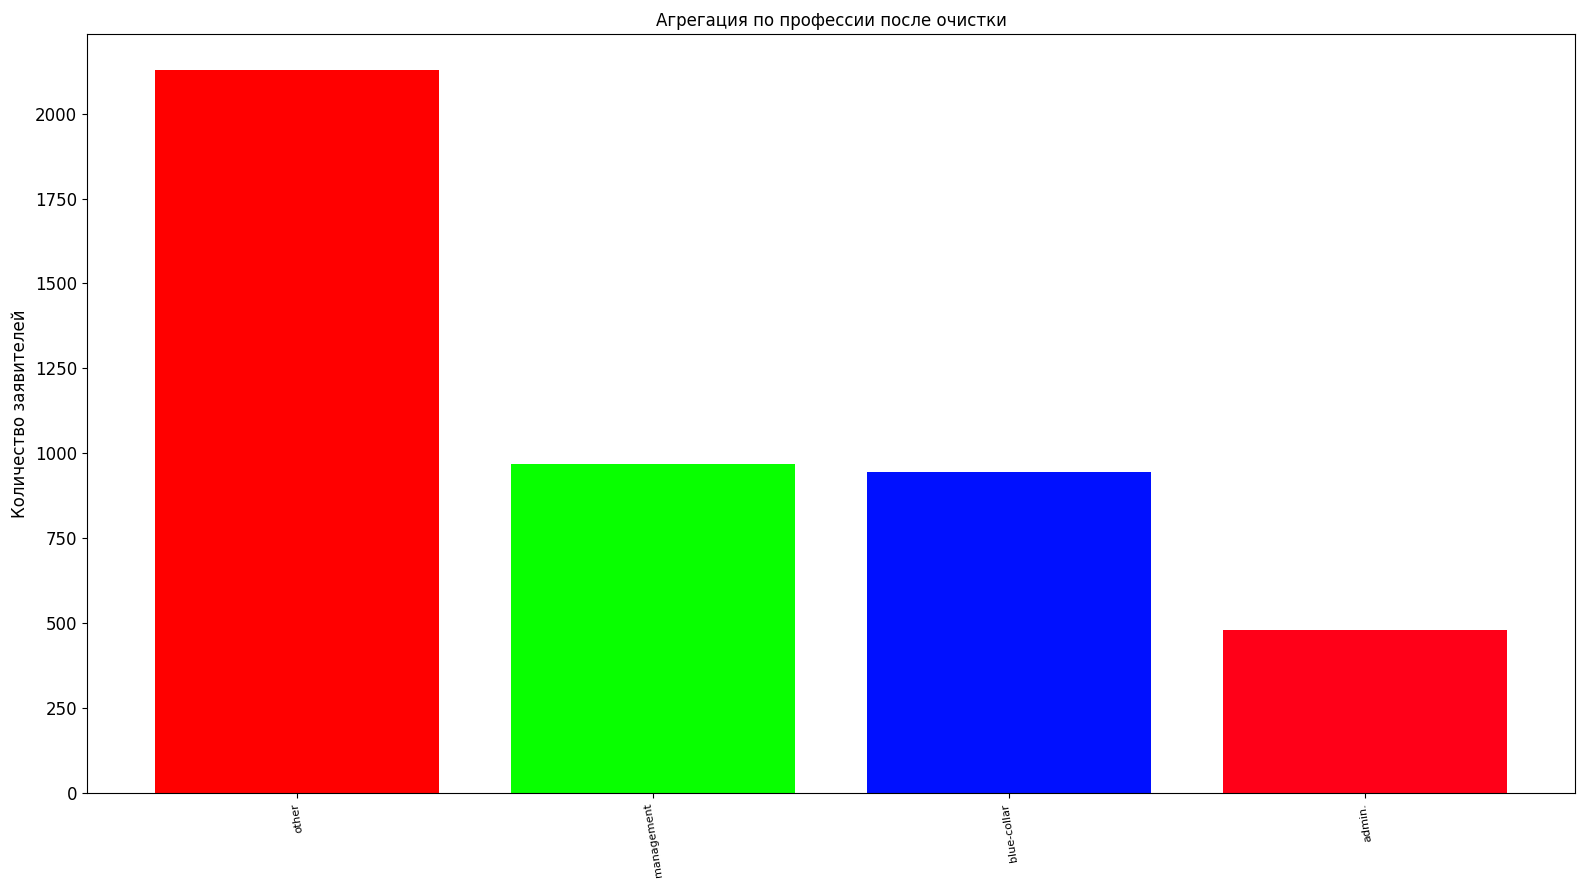 Агрегация по профессии после очистки
Количество заявителей
2000
1750
1500
1250
1000
750
500
250
0
other
management
blue-collar
admin.